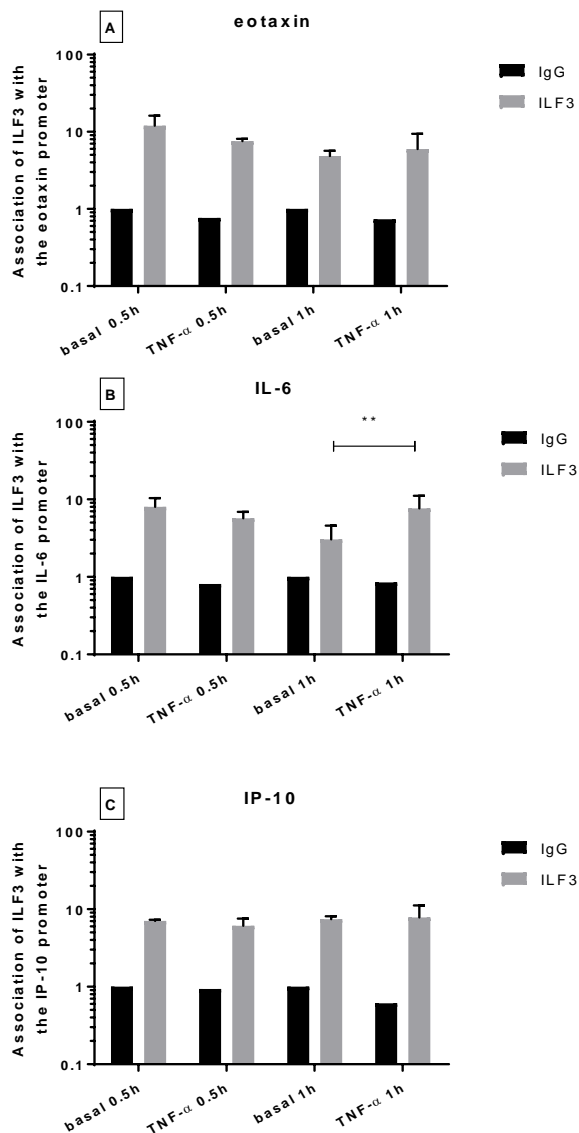 A
eotaxin
Association of ILF3 with
the eotaxin promoter
100
10
1
0.1
basal 0.5h
TNF-α 0.5h
basal 1h
TNF-α 1h
IgG
ILF3
B
IL-6
Association of ILF3 with
the IL-6 promoter
100
10
1
0.1
**
basal 0.5h
TNF-α 0.5h
basal 1h
TNF-α 1h
IgG
ILF3
C
IP-10
Association of ILF3 with
the IP-10 promoter
100
10
1
0.1
basal 0.5h
TNF-α 0.5h
basal 1h
TNF-α 1h
IgG
ILF3